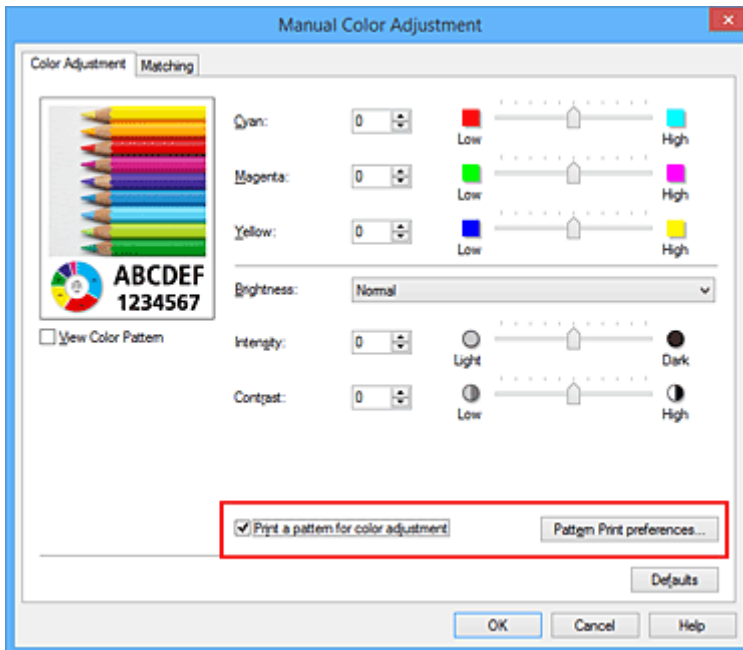 Manual Color Adjustment
Color Adjustment Matching
Cyan: 0 Low High
Magenta: 0 Low High
Yellow: 0 Low High
ABCDEF
1234567
Brightness: Normal
View Color Pattern
Intensity: 0 Light Dark
Contrast: 0 Low High
Print a pattern for color adjustment Pattern Print preferences...
Defaults
OK Cancel Help